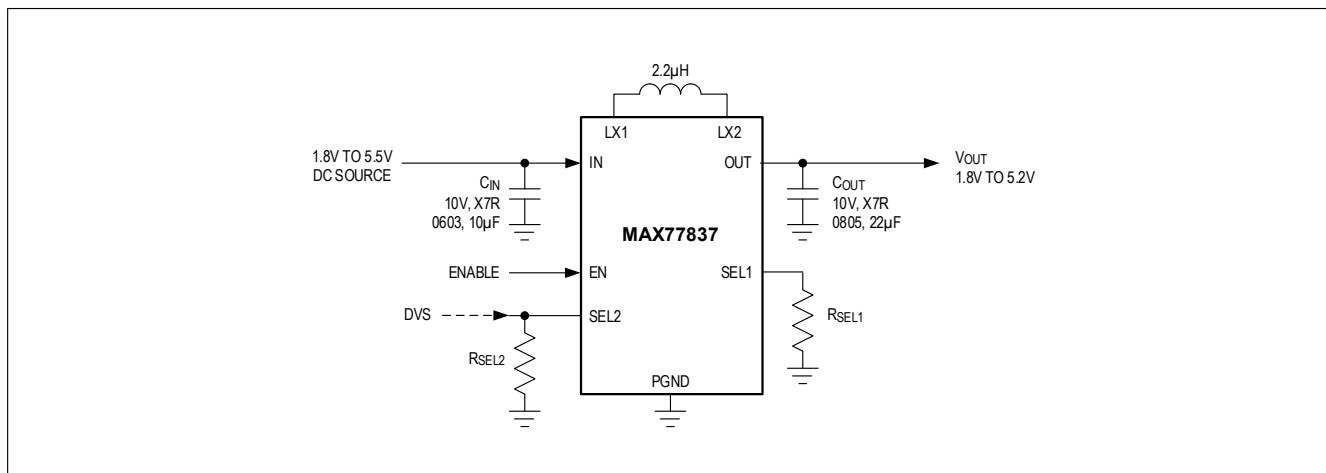 2.2µH
LX1
LX2
1.8V TO 5.5V
DC SOURCE
IN
OUT
VOUT
1.8V TO 5.2V
CIN
10V, X7R
0603, 10µF
COUT
10V, X7R
0805, 22µF
MAX77837
ENABLE
EN
SEL1
DVS
SEL2
RSEL1
RSEL2
PGND